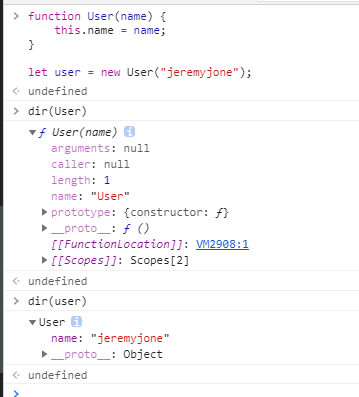 > function User(name) {
this.name = name;
}
let user = new User("jeremyjone");
<· undefined
> dir(User)
▼ ƒ User(name) i
arguments: null
caller: null
length: 1
name: "User"
▶ prototype: {constructor: ƒ}
▶ __proto__: ƒ ()
[[FunctionLocation]]: VM2908:1
▶ [[Scopes]]: Scopes[2]
<· undefined
> dir(user)
▼ User i
name: "jeremyjone"
▶ __proto__: Object
<· undefined
>